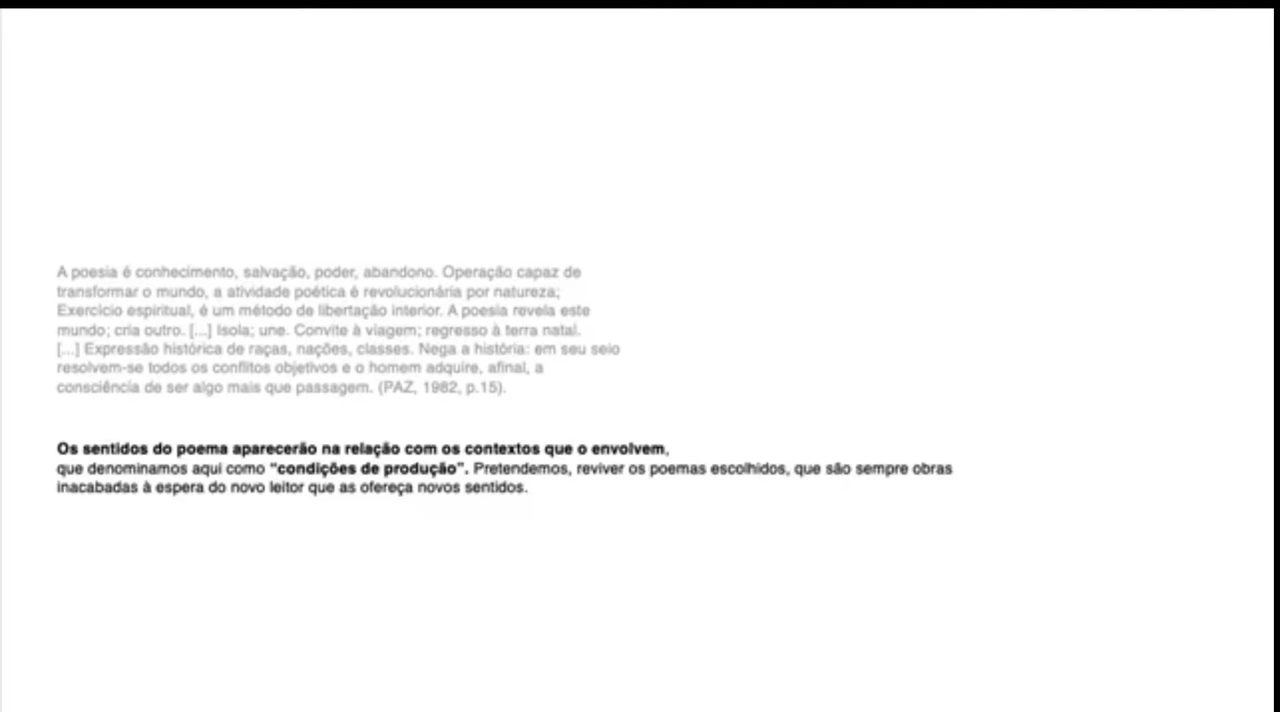 A poesia é conhecimento, salvação, poder, abandono. Operação capaz de
transformar o mundo, a atividade poética é revolucionária por natureza;
Exercício espiritual, é um método de libertação interior. A poesia revela este
mundo; cria outro. [...] Isola; une. Convite à viagem; regresso à terra natal.
[...] Expressão histórica de raças, nações, classes. Nega a história: em seu seio
resolvem-se todos os conflitos objetivos e o homem adquire, afinal, a
consciência de ser algo mais que passagem. (PAZ, 1982, p.15).
Os sentidos do poema aparecerão na relação com os contextos que o envolvem,
que denominamos aqui como "condições de produção". Pretendemos, reviver os poemas escolhidos, que são sempre obras
inacabadas à espera do novo leitor que as ofereça novos sentidos.